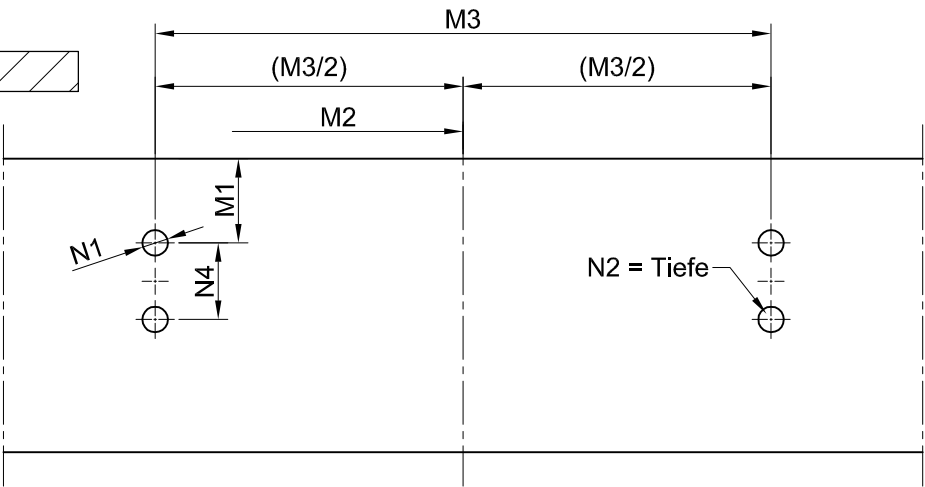 M3
(M3/2) (M3/2)
M2
M1
N1
N4
N2 = Tiefe